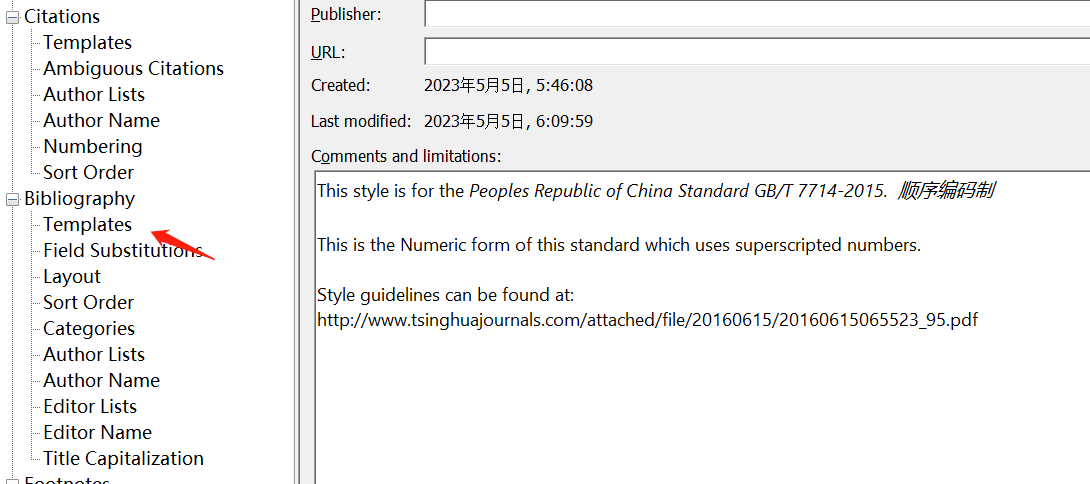 Citations
Templates
Ambiguous Citations
Author Lists
Author Name
Numbering
Sort Order
Bibliography
Templates
Field Substitutions
Layout
Sort Order
Categories
Author Lists
Author Name
Editor Lists
Editor Name
Title Capitalization
Footnotes
Publisher:
URL:
Created: 2023年5月5日, 5:46:08
Last modified: 2023年5月5日, 6:09:59
Comments and limitations:
This style is for the Peoples Republic of China Standard GB/T 7714-2015. 顺序编码制
This is the Numeric form of this standard which uses superscripted numbers.
Style guidelines can be found at:
http://www.tsinghuajournals.com/attached/file/20160615/20160615065523_95.pdf